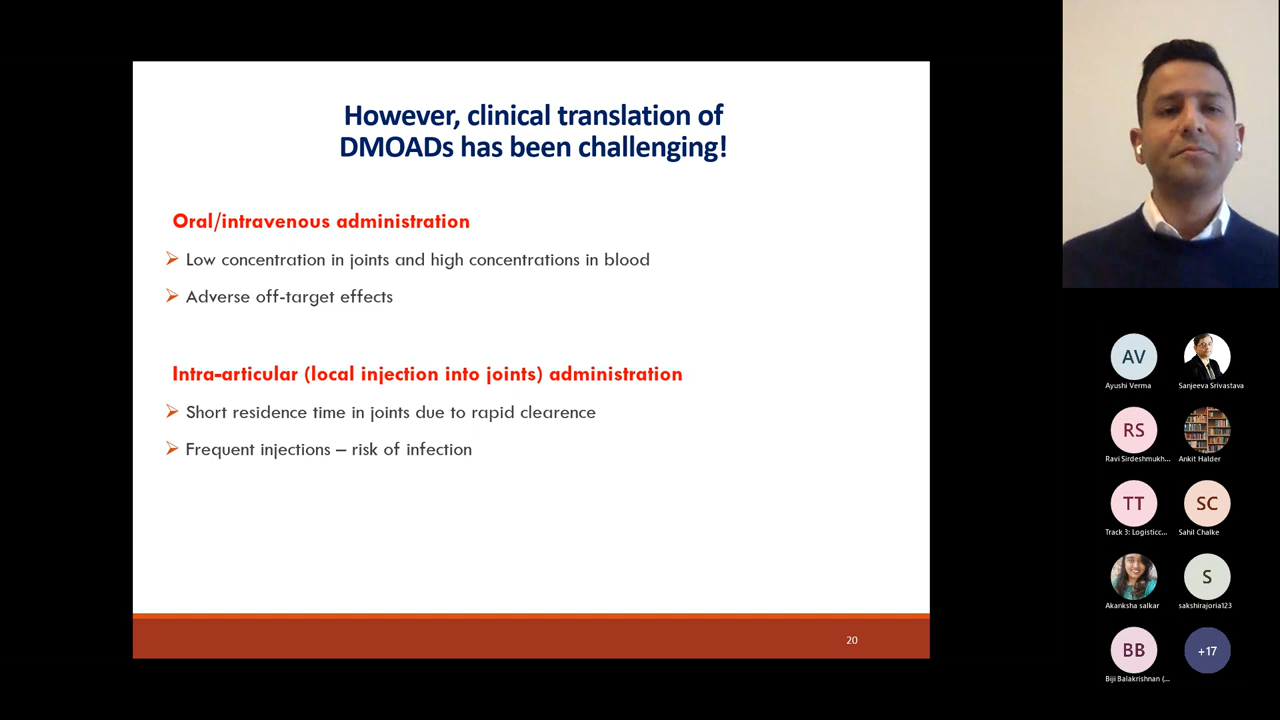 However, clinical translation of
DMOADs has been challenging!
Oral/intravenous administration
Low concentration in joints and high concentrations in blood
Adverse off-target effects
Intra-articular (local injection into joints) administration
Short residence time in joints due to rapid clearence
Frequent injections – risk of infection
20
AV
Ayushi Verma
Sanjeeva Srivastava
RS
Ravi Sirdeshmukh...
Ankit Halder
TT
Track 3: Logisticc...
SC
Sahil Chalke
Akanksha salkar
S
sakshirajoria123
BB
Biji Balakrishnan (...
+17